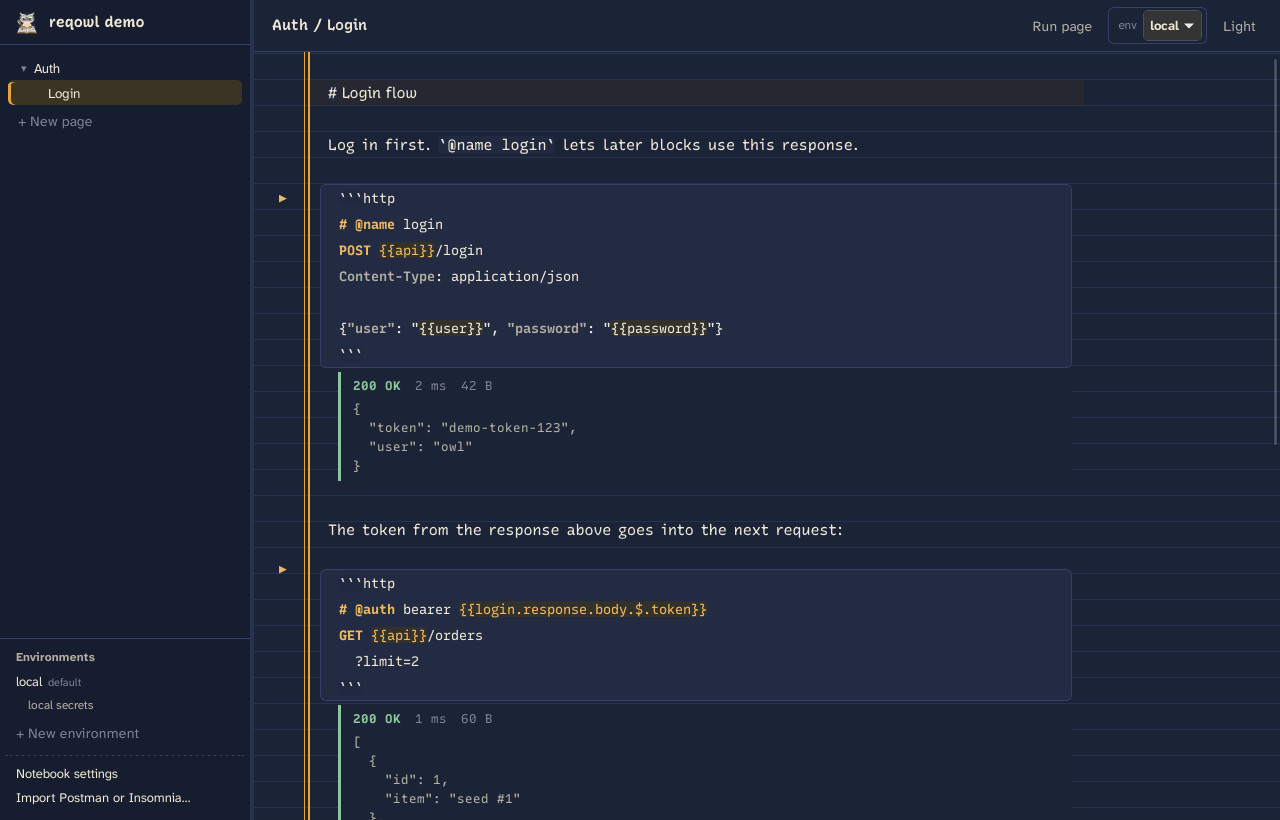 reqowl demo
Auth / Login
Run page
env
local
Light
Auth
Login
+ New page
# Login flow
Log in first. `@name login` lets later blocks use this response.
```http
# @name login
POST {{api}}/login
Content-Type: application/json
{"user": "{{user}}", "password": "{{password}}"}
```
200 OK 2 ms 42 B
{
"token": "demo-token-123",
"user": "owl"
}
The token from the response above goes into the next request:
```http
# @auth bearer {{login.response.body.$.token}}
GET {{api}}/orders
?limit=2
```
200 OK 1 ms 60 B
[
{
"id": 1,
"item": "seed #1"
},
Environments
local default
local secrets
+ New environment
Notebook settings
Import Postman or Insomnia…